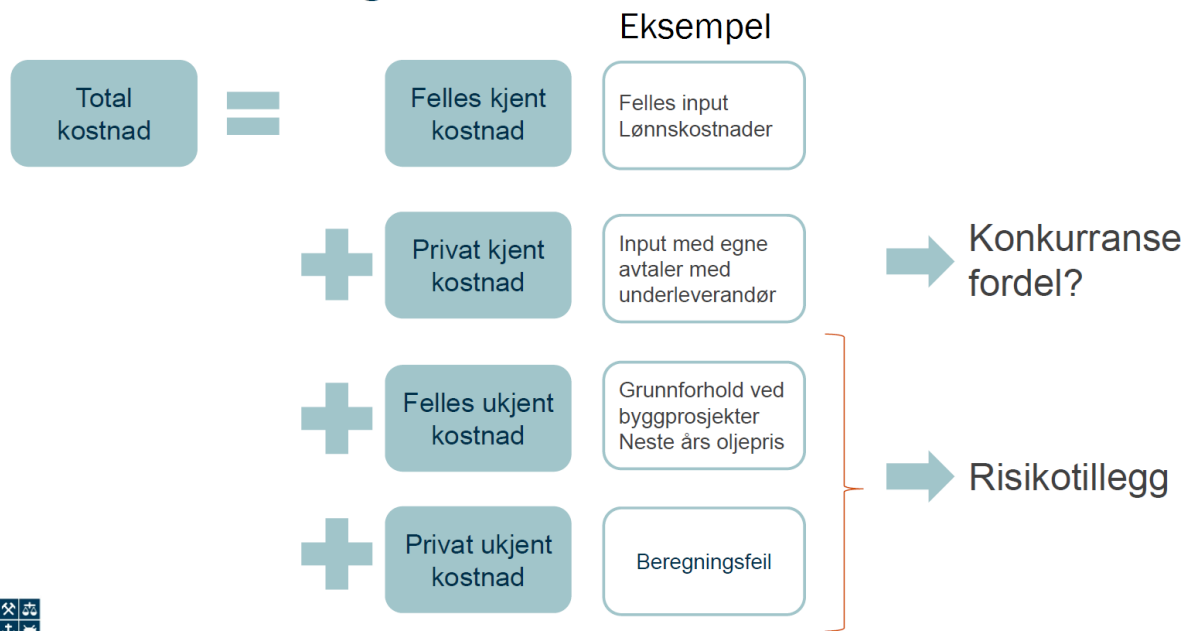 Eksempel
Total
kostnad
Felles kjent
kostnad
Felles input
Lønnskostnader
Privat kjent
kostnad
Input med egne
avtaler med
underleverandør
Konkurranse
fordel?
Felles ukjent
kostnad
Grunnforhold ved
byggprosjekter
Neste års oljepris
Risikotillegg
Privat ukjent
kostnad
Beregningsfeil